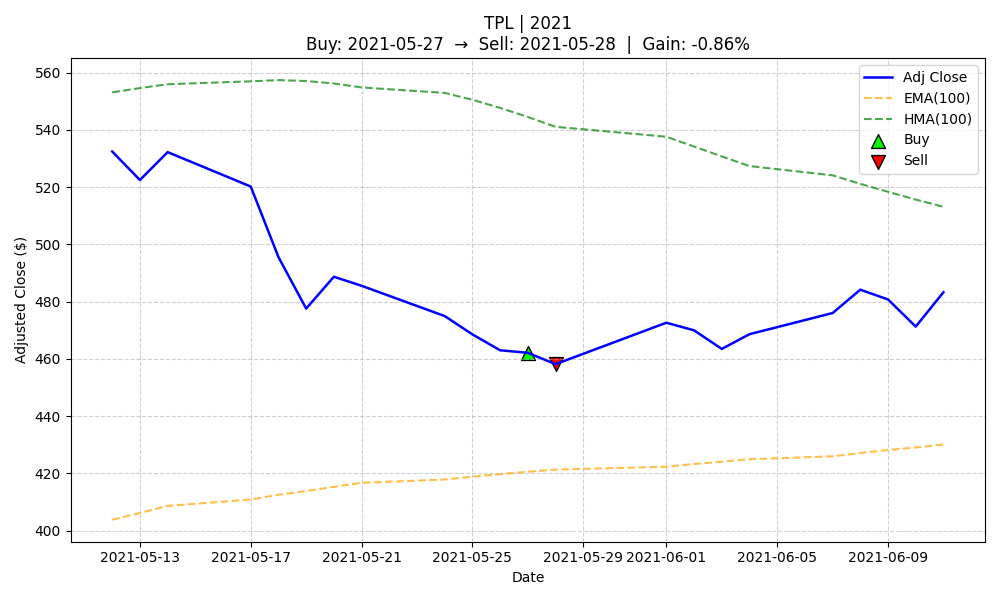 TPL | 2021
Buy: 2021-05-27 → Sell: 2021-05-28 | Gain: -0.86%
Adj Close
EMA(100)
HMA(100)
Buy
Sell
Adjusted Close ($)
560
540
520
500
480
460
440
420
400
2021-05-13 2021-05-17 2021-05-21 2021-05-25 2021-05-29 2021-06-01 2021-06-05 2021-06-09
Date